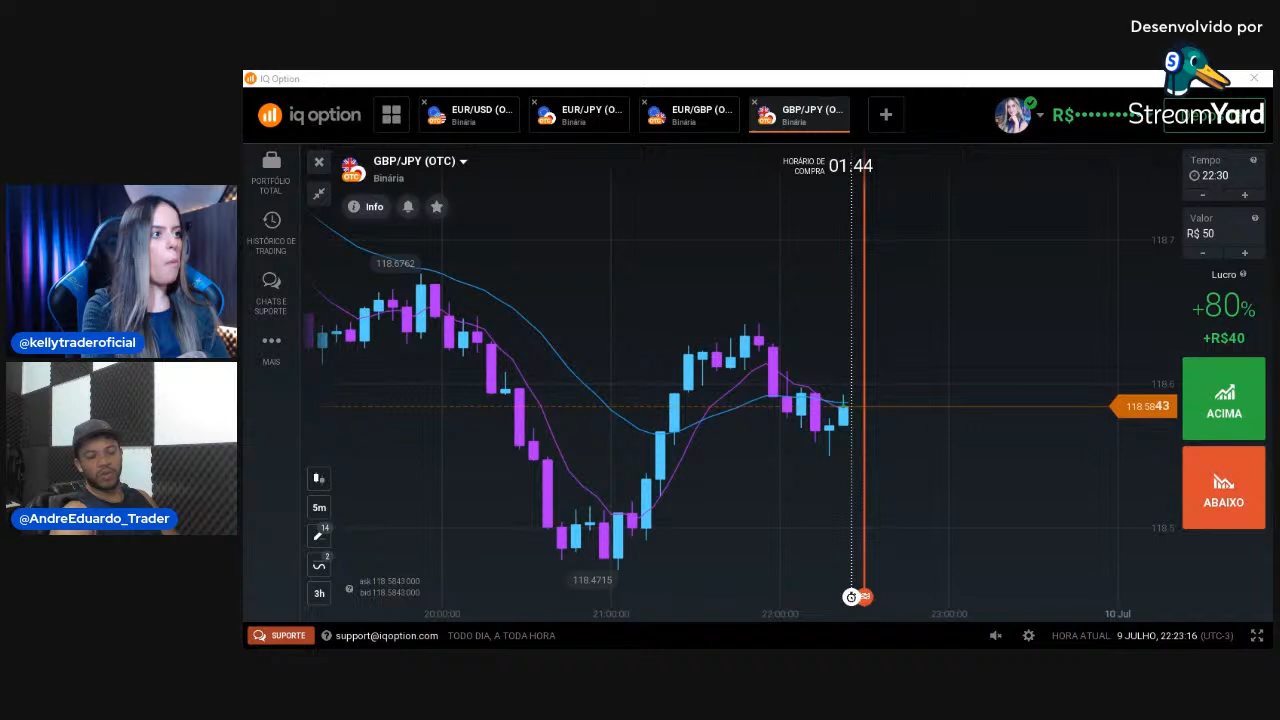 Desenvolvido por
StreamYard
IQ Option
iq option
EUR/USD (O...
Binária
EUR/JPY (O...
Binária
EUR/GBP (O...
Binária
GBP/JPY (O...
Binária
+
R$
PORTFÓLIO
TOTAL
HISTÓRICO DE
TRADING
CHATS E
SUPORTE
MAIS
GBP/JPY (OTC)
Binária
Info
HORÁRIO DE
COMPRA
01:44
Tempo
22:30
- +
Valor
R$ 50
- +
Lucro
+80%
+R$40
ACIMA
ABAIXO
118.6762
118.4715
118.7
118.6
118.5843
118.5
@kellytraderoficial
@AndreEduardo_Trader
5m
14
2
3h
ask 118.5843000
bid 118.5843000
20:00:00
21:00:00
22:00:00
23:00:00
10 Jul
SUPORTE
support@iqoption.com
TODO DIA, A TODA HORA
HORA ATUAL 9 JULHO, 22:23:16 (UTC-3)